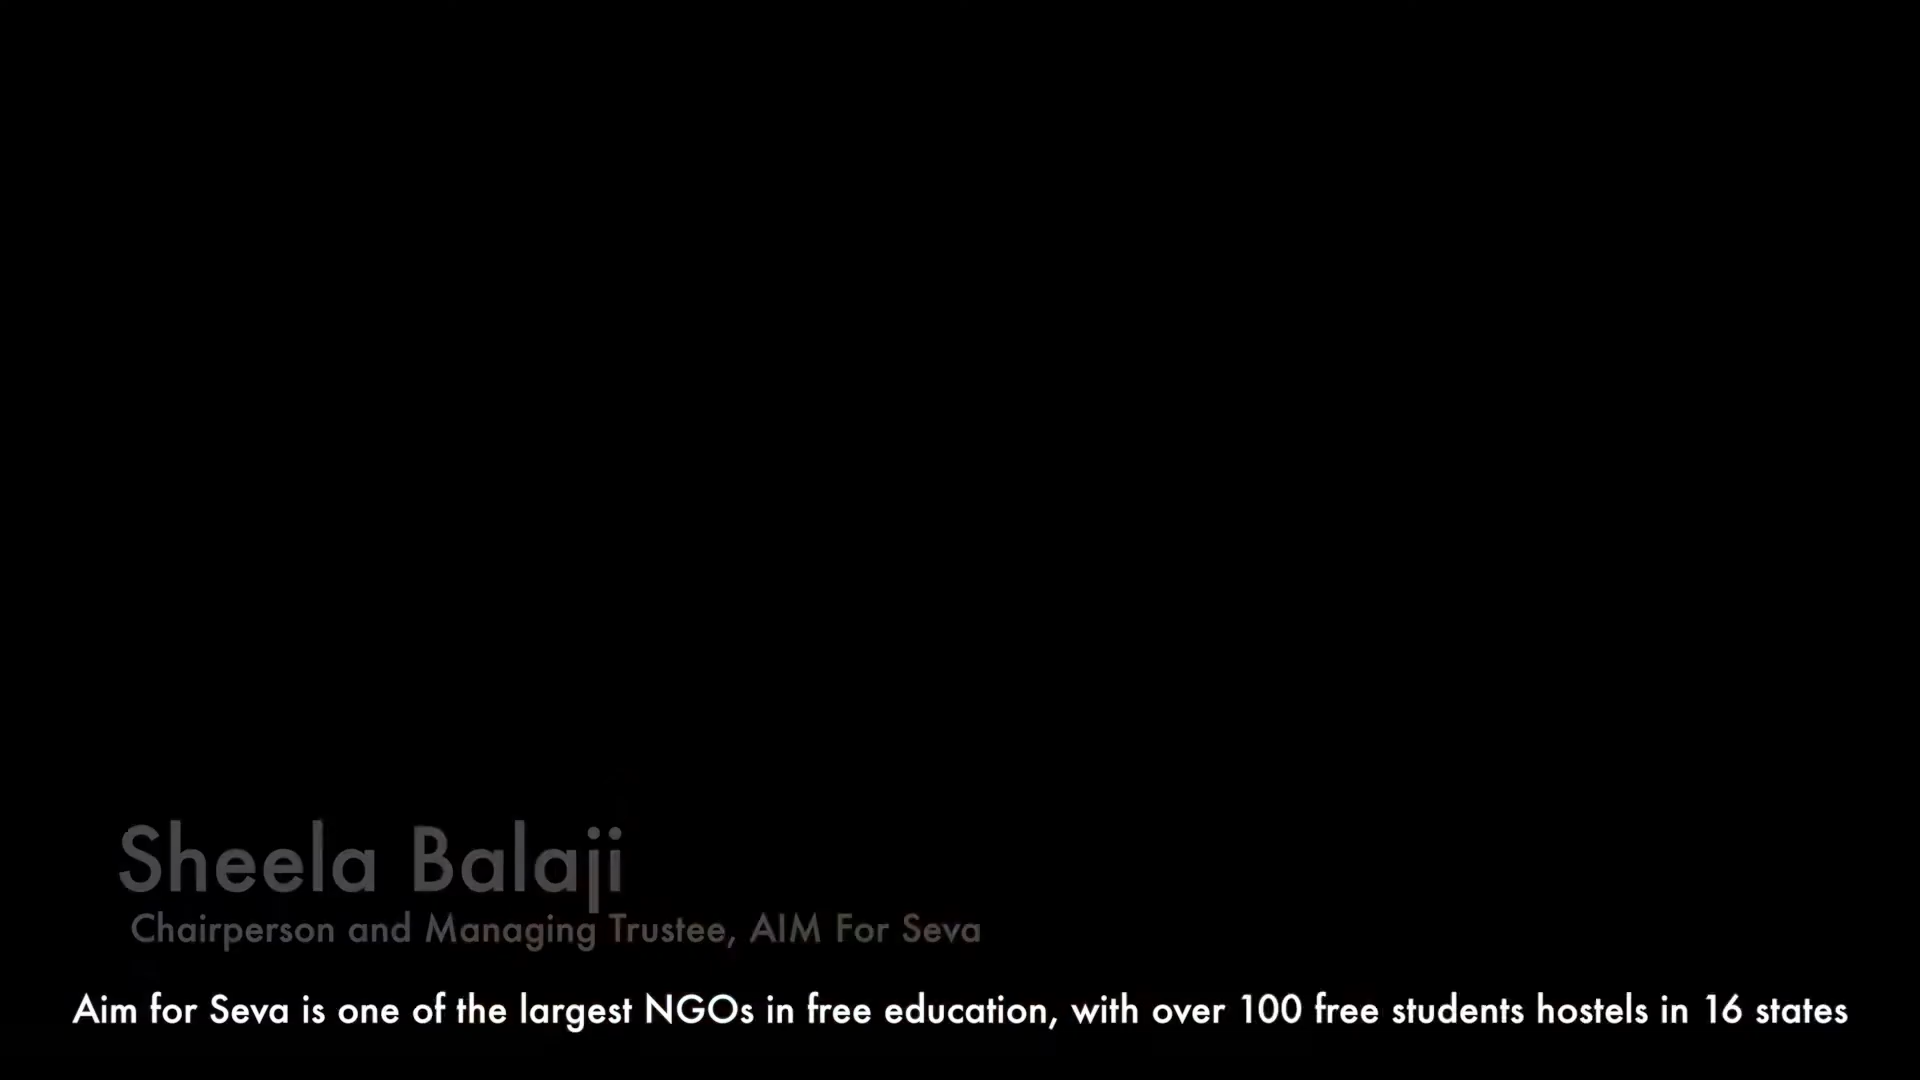 Sheela Balaji
Chairperson and Managing Trustee, AIM For Seva
Aim for Seva is one of the largest NGOs in free education, with over 100 free students hostels in 16 states